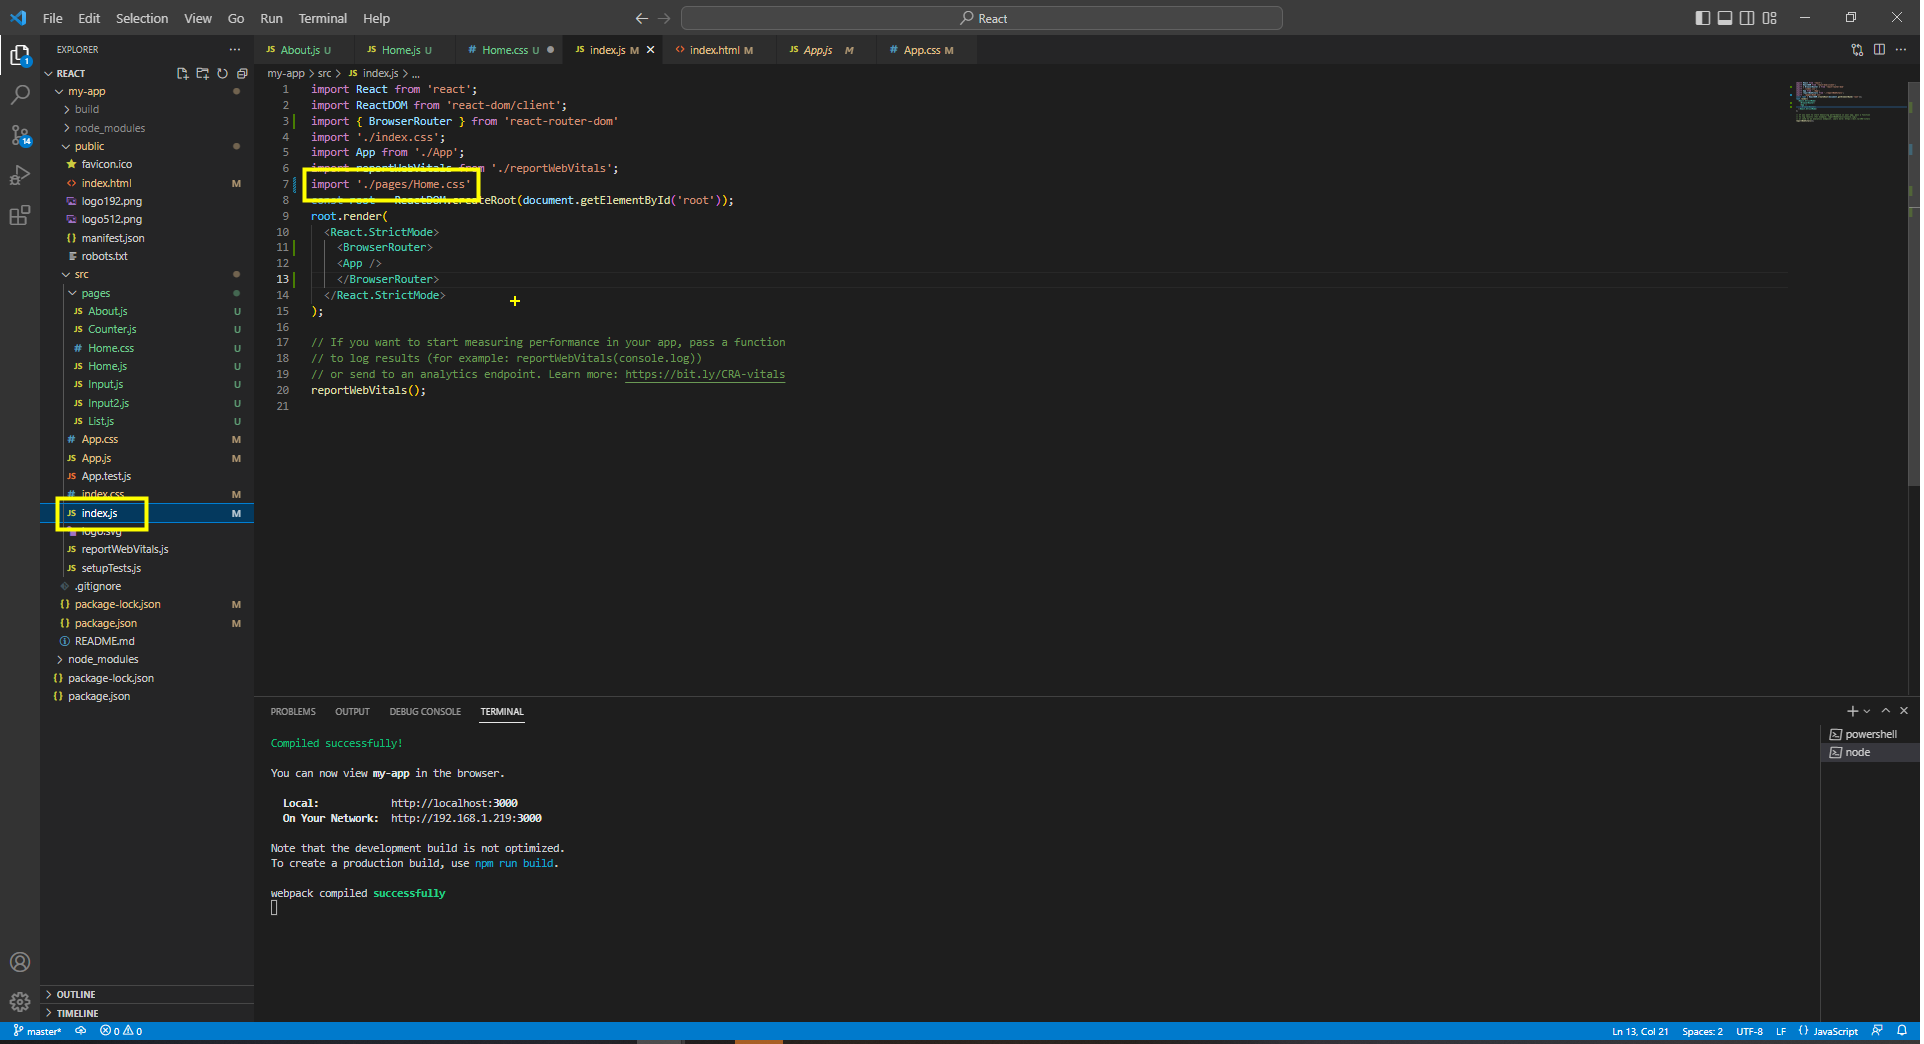 File Edit Selection View Go Run Terminal Help
React
EXPLORER
REACT
my-app
build
node_modules
public
favicon.ico
index.html M
logo192.png
logo512.png
manifest.json
robots.txt
src
pages
About.js U
Counter.js U
Home.css U
Home.js U
Input.js U
Input2.js U
List.js U
App.css M
App.js M
App.test.js
index.css M
index.js M
logo.svg
reportWebVitals.js
setupTests.js
.gitignore
package-lock.json M
package.json M
README.md
node_modules
package-lock.json
package.json
OUTLINE
TIMELINE
About.js U Home.js U Home.css U index.js M index.html M App.js M App.css M
my-app > src > JS index.js > ...
1 import React from 'react';
2 import ReactDOM from 'react-dom/client';
3 import { BrowserRouter } from 'react-router-dom'
4 import './index.css';
5 import App from './App';
6 import reportWebVitals from './reportWebVitals';
7 import './pages/Home.css'
8 const root = ReactDOM.createRoot(document.getElementById('root'));
9 root.render(
10 <React.StrictMode>
11 <BrowserRouter>
12 <App />
13 </BrowserRouter>
14 </React.StrictMode>
15 );
16
17 // If you want to start measuring performance in your app, pass a function
18 // to log results (for example: reportWebVitals(console.log))
19 // or send to an analytics endpoint. Learn more: https://bit.ly/CRA-vitals
20 reportWebVitals();
21
PROBLEMS OUTPUT DEBUG CONSOLE TERMINAL
Compiled successfully!
You can now view my-app in the browser.
Local: http://localhost:3000
On Your Network: http://192.168.1.219:3000
Note that the development build is not optimized.
To create a production build, use npm run build.
webpack compiled successfully
powershell
node
1
14
master* 0 0 Ln 13, Col 21 Spaces: 2 UTF-8 LF {} JavaScript